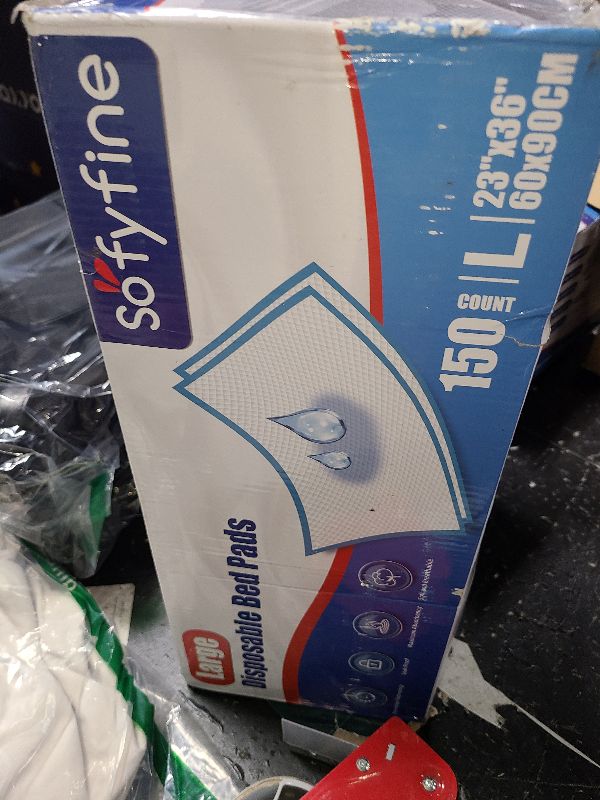 sofyfine
150 COUNT | L | 23"x36"
60x90CM
Large
Disposable Bed Pads